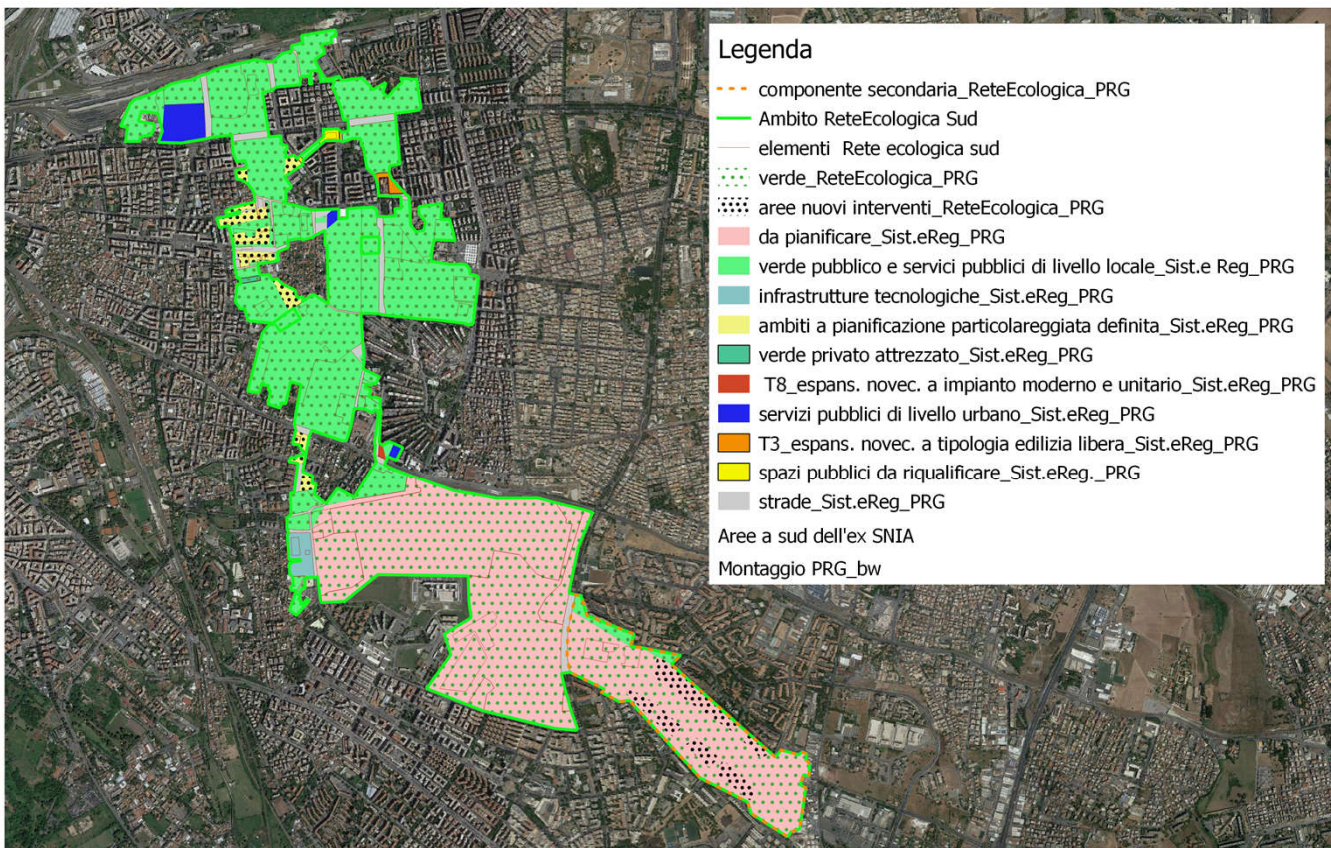 Legenda
componente secondaria_ReteEcologica_PRG
Ambito ReteEcologica Sud
elementi Rete ecologica sud
verde_ReteEcologica_PRG
aree nuovi interventi_ReteEcologica_PRG
da pianificare_Sist.eReg_PRG
verde pubblico e servici pubblici di livello locale_Sist.e Reg_PRG
infrastrutture tecnologiche_Sist.eReg_PRG
ambiti a pianificazione particolareggiata definita_Sist.eReg_PRG
verde privato attrezzato_Sist.eReg_PRG
T8_espans. novec. a impianto moderno e unitario_Sist.eReg_PRG
servizi pubblici di livello urbano_Sist.eReg_PRG
T3_espans. novec. a tipologia edilizia libera_Sist.eReg_PRG
spazi pubblici da riqualificare_Sist.eReg._PRG
strade_Sist.eReg_PRG
Aree a sud dell'ex SNIA
Montaggio PRG_bw